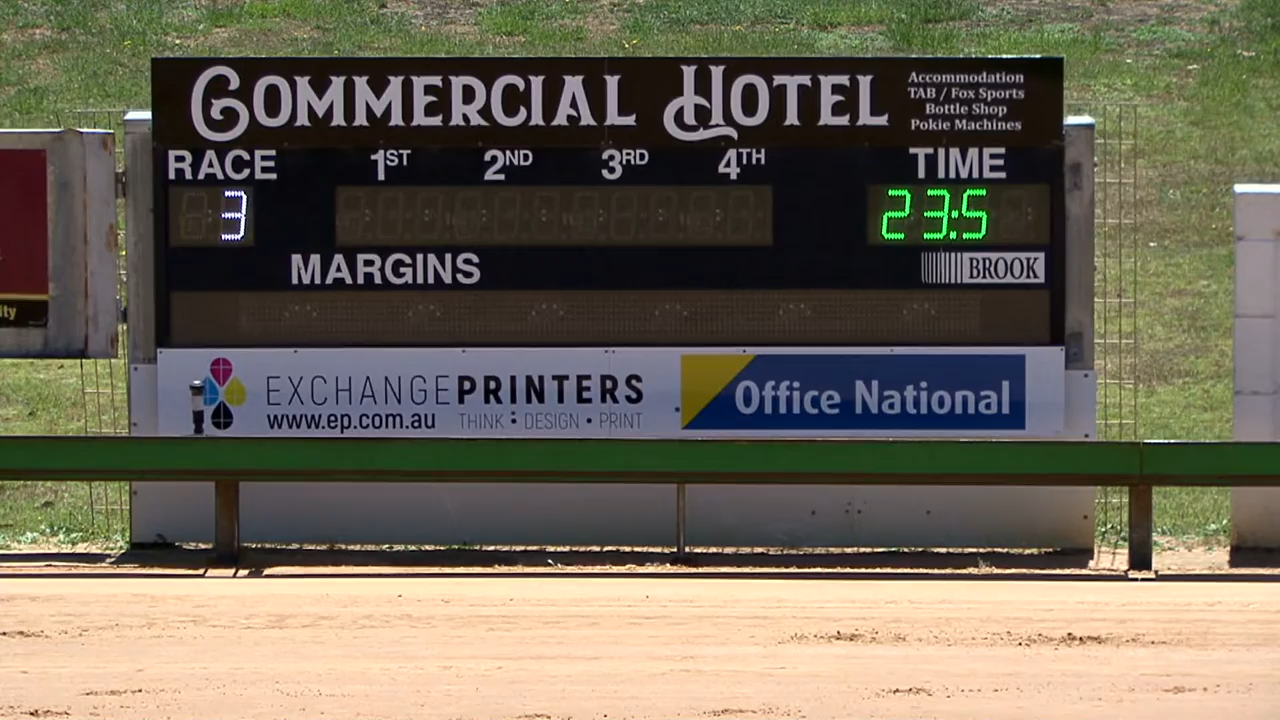 COMMERCIAL HOTEL
Accommodation
TAB / Fox Sports
Bottle Shop
Pokie Machines
RACE 1ST 2ND 3RD 4TH TIME
3 23:5
MARGINS
BROOK
ity
EXCHANGEPRINTERS
www.ep.com.au THINK : DESIGN • PRINT
Office National